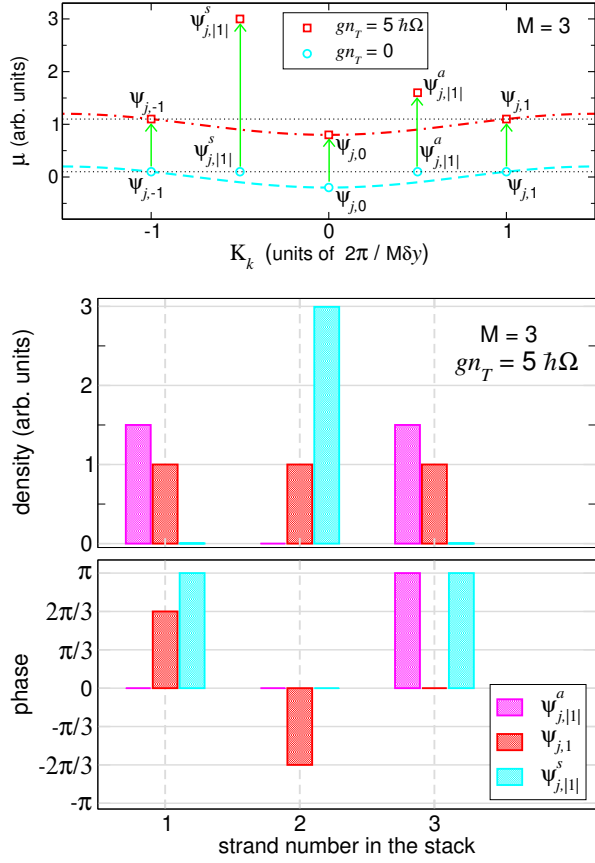 μ (arb. units)
3
2
1
0
ψ^s_{j,|1|}
gn_T = 5 ħΩ
gn_T = 0
M = 3
ψ_{j,-1}
ψ^s_{j,|1|}
ψ_{j,0}
ψ^a_{j,|1|}
ψ^a_{j,|1|}
ψ_{j,1}
ψ_{j,-1}
ψ_{j,0}
ψ_{j,1}
-1 0 1
K_k (units of 2π / Mδy)
density (arb. units)
3
2
1
0
M = 3
gn_T = 5 ħΩ
phase
π
2π/3
π/3
0
-π/3
-2π/3
-π
ψ^a_{j,|1|}
ψ_{j,1}
ψ^s_{j,|1|}
1 2 3
strand number in the stack